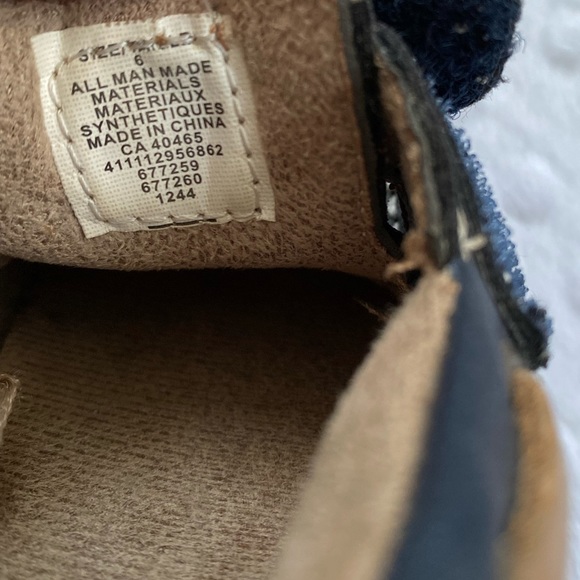 6
ALL MAN MADE
MATERIALS
MATERIAUX
SYNTHETIQUES
MADE IN CHINA
CA 40465
411112956862
677259
677260
1244